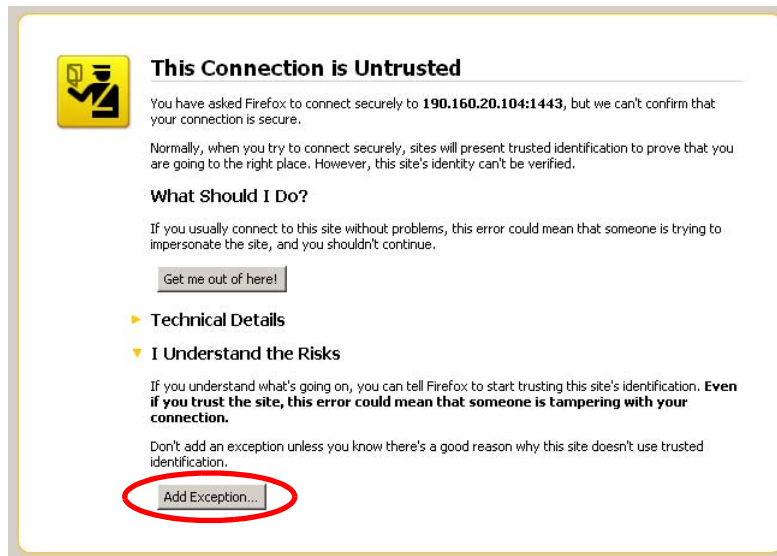 This Connection is Untrusted
You have asked Firefox to connect securely to 190.160.20.104:1443, but we can't confirm that
your connection is secure.
Normally, when you try to connect securely, sites will present trusted identification to prove that you
are going to the right place. However, this site's identity can't be verified.
What Should I Do?
If you usually connect to this site without problems, this error could mean that someone is trying to
impersonate the site, and you shouldn't continue.
Get me out of here!
Technical Details
I Understand the Risks
If you understand what's going on, you can tell Firefox to start trusting this site's identification. Even
if you trust the site, this error could mean that someone is tampering with your
connection.
Don't add an exception unless you know there's a good reason why this site doesn't use trusted
identification.
Add Exception...